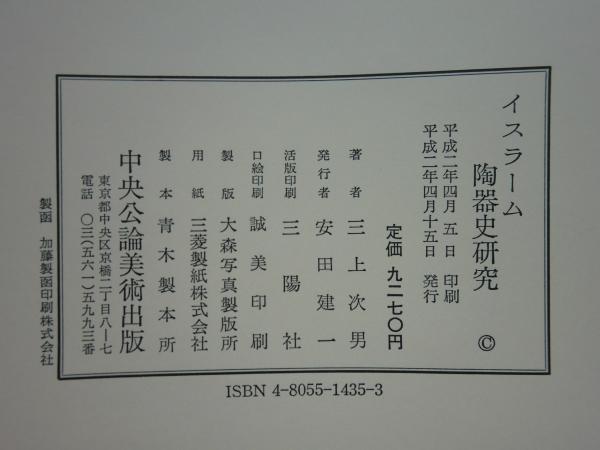 イスラーム
陶器史研究 ©
平成二年四月 五 日 印刷
平成二年四月十五日 発行
定価 九二七〇円
著者 三上次男
発行者 安田建一
活版印刷 三陽社
口絵印刷 誠美印刷
製版 大森写真製版所
用紙 三菱製紙株式会社
製本 青木製本所
中央公論美術出版
東京都中央区京橋二丁目八―七
電話 〇三(五六一)五九九三番
製函 加藤製函印刷株式会社
ISBN 4-8055-1435-3